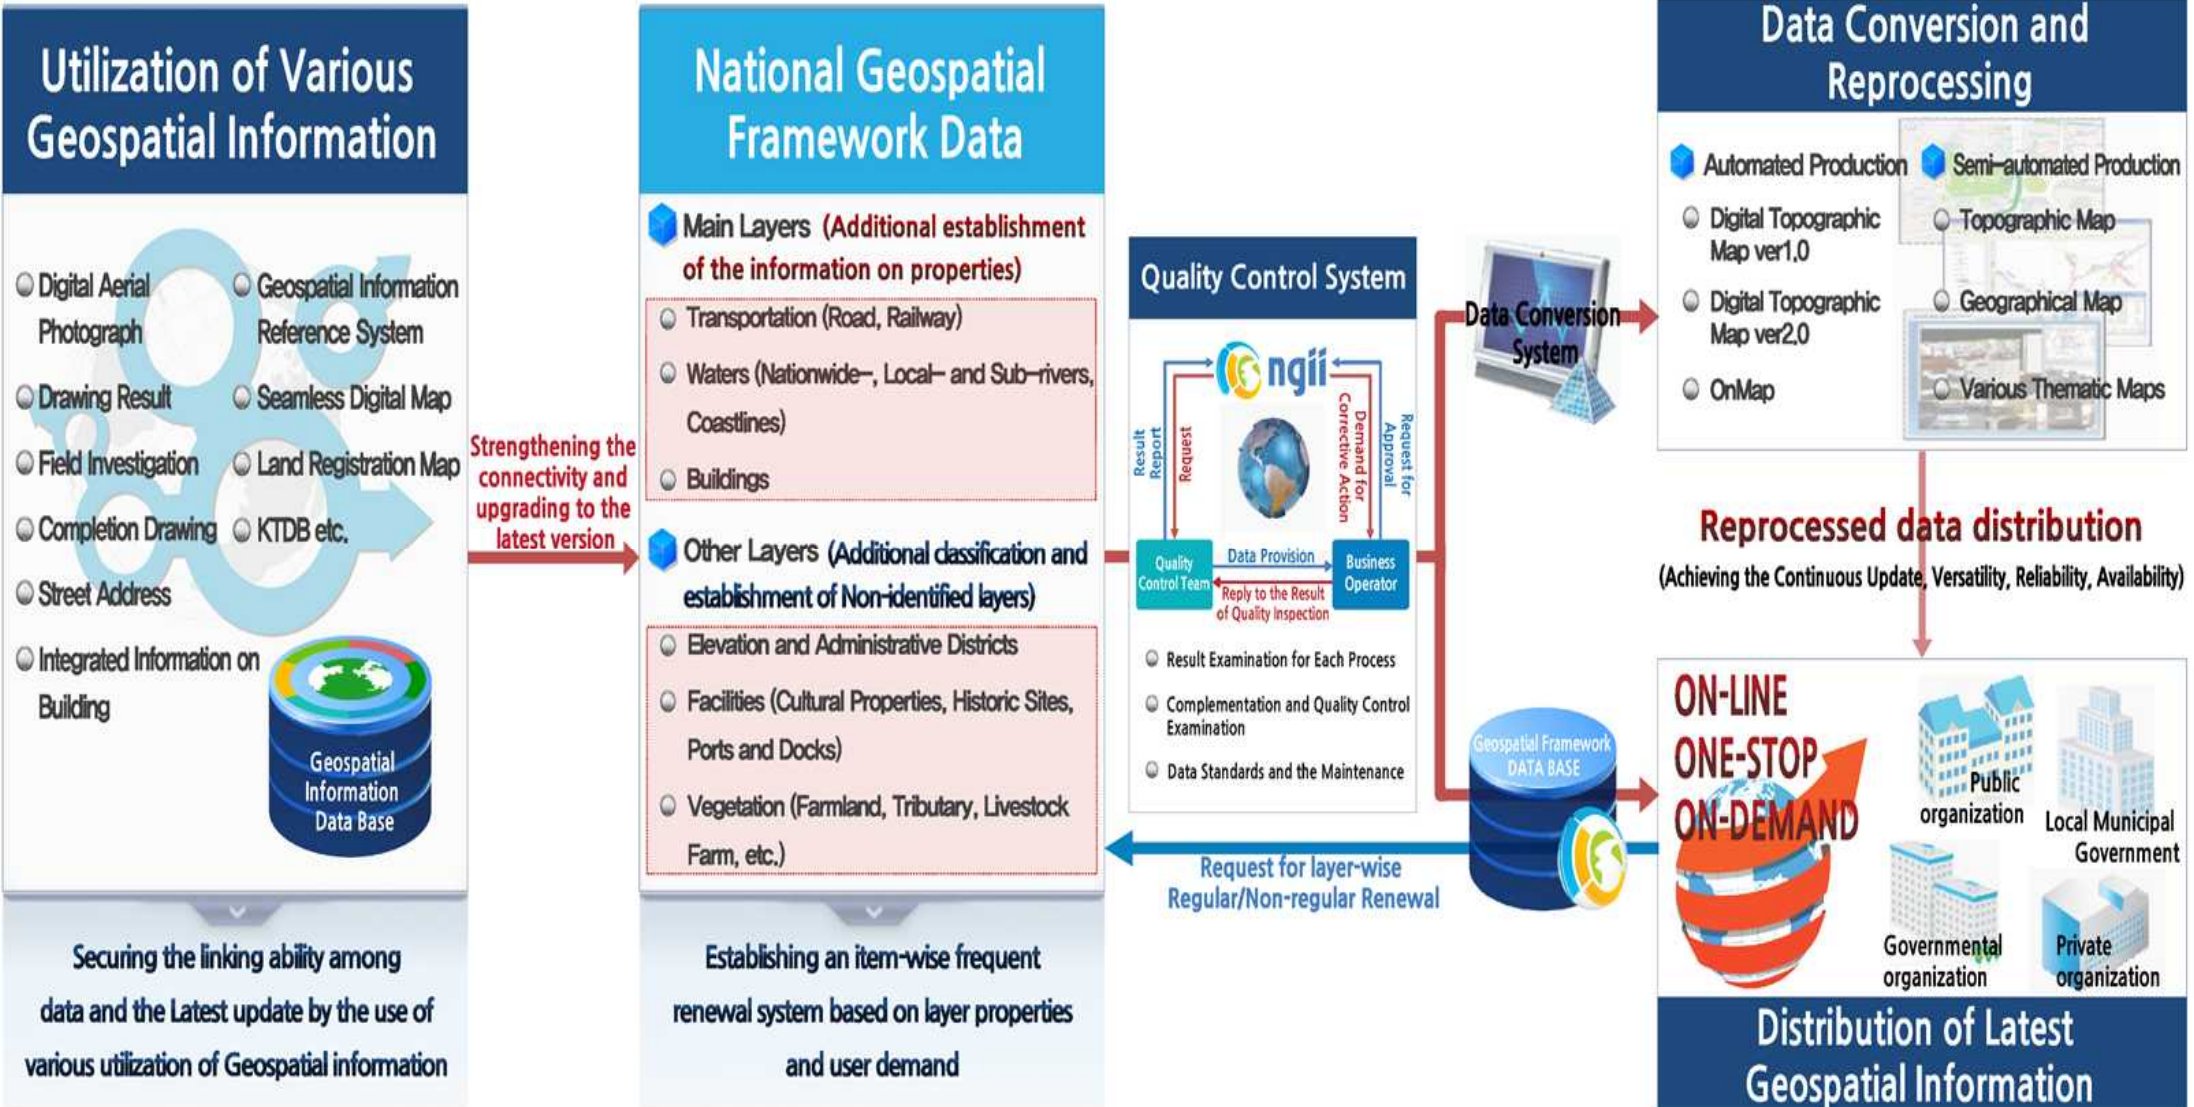 Utilization of Various
Geospatial Information
Digital Aerial
Photograph
Drawing Result
Field Investigation
Completion Drawing
Street Address
Integrated Information on
Building
Geospatial Information
Reference System
Seamless Digital Map
Land Registration Map
KTDB etc.
Geospatial
Information
Data Base
Securing the linking ability among
data and the Latest update by the use of
various utilization of Geospatial information
Strengthening the
connectivity and
upgrading to the
latest version
National Geospatial
Framework Data
Main Layers (Additional establishment
of the information on properties)
Transportation (Road, Railway)
Waters (Nationwide-, Local- and Sub-rivers,
Coastlines)
Buildings
Other Layers (Additional classification and
establishment of Non-identified layers)
Elevation and Administrative Districts
Facilities (Cultural Properties, Historic Sites,
Ports and Docks)
Vegetation (Farmland, Tributary, Livestock
Farm, etc.)
Establishing an item-wise frequent
renewal system based on layer properties
and user demand
Quality Control System
ngii
Result
Report
Request
Demand for
Corrective Action
Request for
Approval
Quality
Control Team
Data Provision
Reply to the Result
of Quality Inspection
Business
Operator
Result Examination for Each Process
Complementation and Quality Control
Examination
Data Standards and the Maintenance
Request for layer-wise
Regular/Non-regular Renewal
Data Conversion
System
Geospatial Framework
DATA BASE
Data Conversion and
Reprocessing
Automated Production
Digital Topographic
Map ver1.0
Digital Topographic
Map ver2.0
OnMap
Semi-automated Production
Topographic Map
Geographical Map
Various Thematic Maps
Reprocessed data distribution
(Achieving the Continuous Update, Versatility, Reliability, Availability)
ON-LINE
ONE-STOP
ON-DEMAND
Public
organization
Local Municipal
Government
Governmental
organization
Private
organization
Distribution of Latest
Geospatial Information